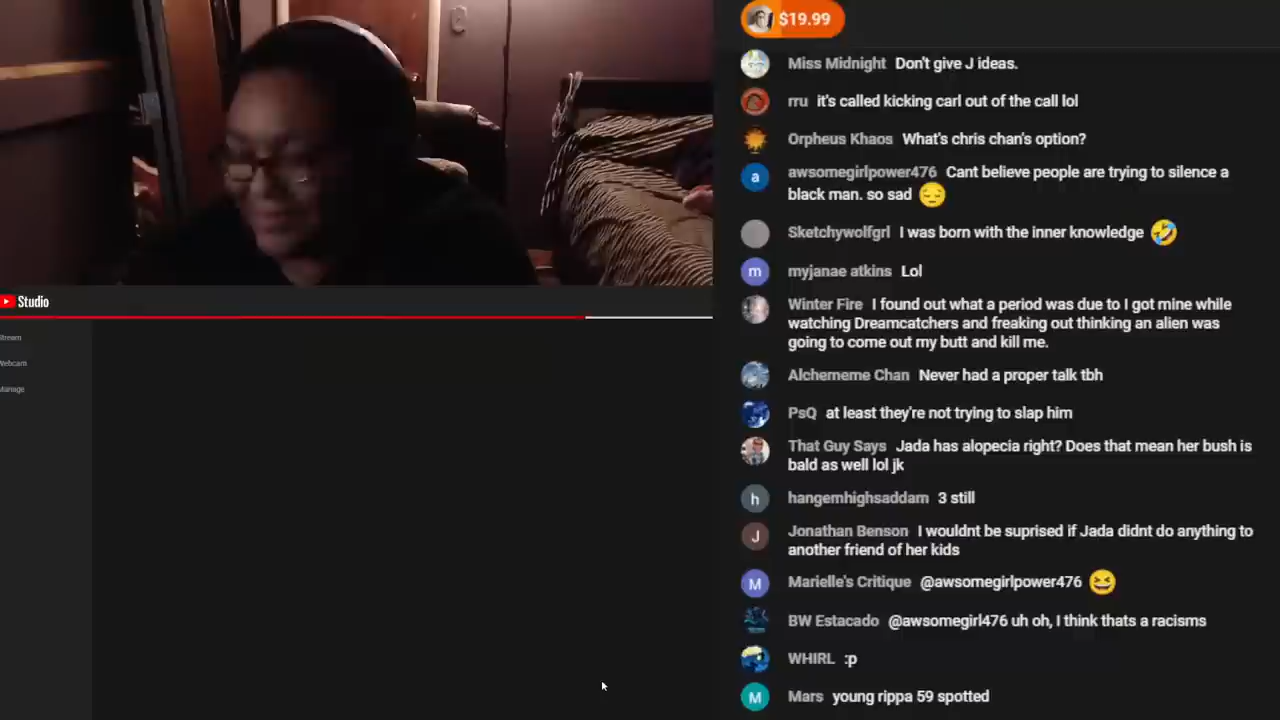 $19.99
Miss Midnight Don't give J ideas.
rru it's called kicking carl out of the call lol
Orpheus Khaos What's chris chan's option?
a
awsomegirlpower476 Cant believe people are trying to silence a
black man. so sad 😔
Sketchywolfgrl I was born with the inner knowledge 🤣
m
myjanae atkins Lol
Studio
Winter Fire I found out what a period was due to I got mine while
watching Dreamcatchers and freaking out thinking an alien was
going to come out my butt and kill me.
Stream
Webcam
Manage
Alchememe Chan Never had a proper talk tbh
PsQ at least they're not trying to slap him
That Guy Says Jada has alopecia right? Does that mean her bush is
bald as well lol jk
h
hangemhighsaddam 3 still
J
Jonathan Benson I wouldnt be suprised if Jada didnt do anything to
another friend of her kids
M
Marielle's Critique @awsomegirlpower476 😆
BW Estacado @awsomegirl476 uh oh, I think thats a racisms
WHIRL :p
M
Mars young rippa 59 spotted